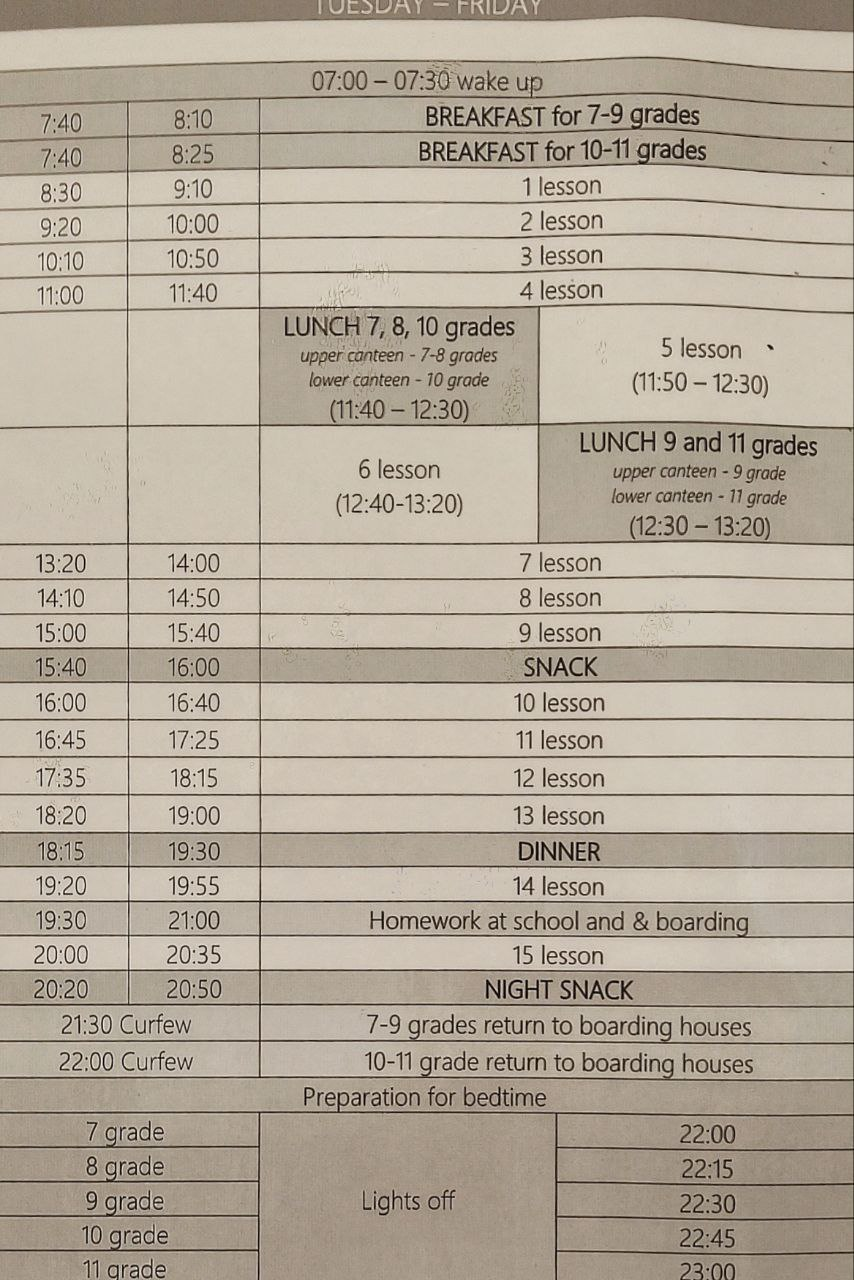 TUESDAY – FRIDAY
07:00 – 07:30 wake up
7:40 8:10 BREAKFAST for 7-9 grades
7:40 8:25 BREAKFAST for 10-11 grades
8:30 9:10 1 lesson
9:20 10:00 2 lesson
10:10 10:50 3 lesson
11:00 11:40 4 lesson
LUNCH 7, 8, 10 grades
upper canteen - 7-8 grades
lower canteen - 10 grade
(11:40 – 12:30)
5 lesson
(11:50 – 12:30)
6 lesson
(12:40-13:20)
LUNCH 9 and 11 grades
upper canteen - 9 grade
lower canteen - 11 grade
(12:30 – 13:20)
13:20 14:00 7 lesson
14:10 14:50 8 lesson
15:00 15:40 9 lesson
15:40 16:00 SNACK
16:00 16:40 10 lesson
16:45 17:25 11 lesson
17:35 18:15 12 lesson
18:20 19:00 13 lesson
18:15 19:30 DINNER
19:20 19:55 14 lesson
19:30 21:00 Homework at school and & boarding
20:00 20:35 15 lesson
20:20 20:50 NIGHT SNACK
21:30 Curfew 7-9 grades return to boarding houses
22:00 Curfew 10-11 grade return to boarding houses
Preparation for bedtime
7 grade 22:00
8 grade 22:15
9 grade Lights off 22:30
10 grade 22:45
11 grade 23:00